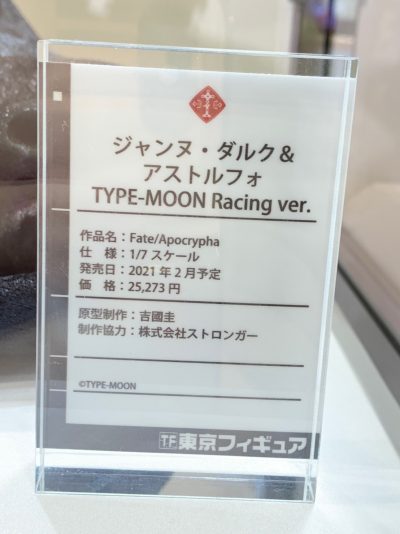 ジャンヌ・ダルク＆
アストルフォ
TYPE-MOON Racing ver.
作品名：Fate/Apocrypha
仕　様：1/7 スケール
発売日：2021 年 2 月予定
価　格：25,273 円
原型制作：吉國圭
制作協力：株式会社ストロンガー
©TYPE-MOON
T.F 東京フィギュア